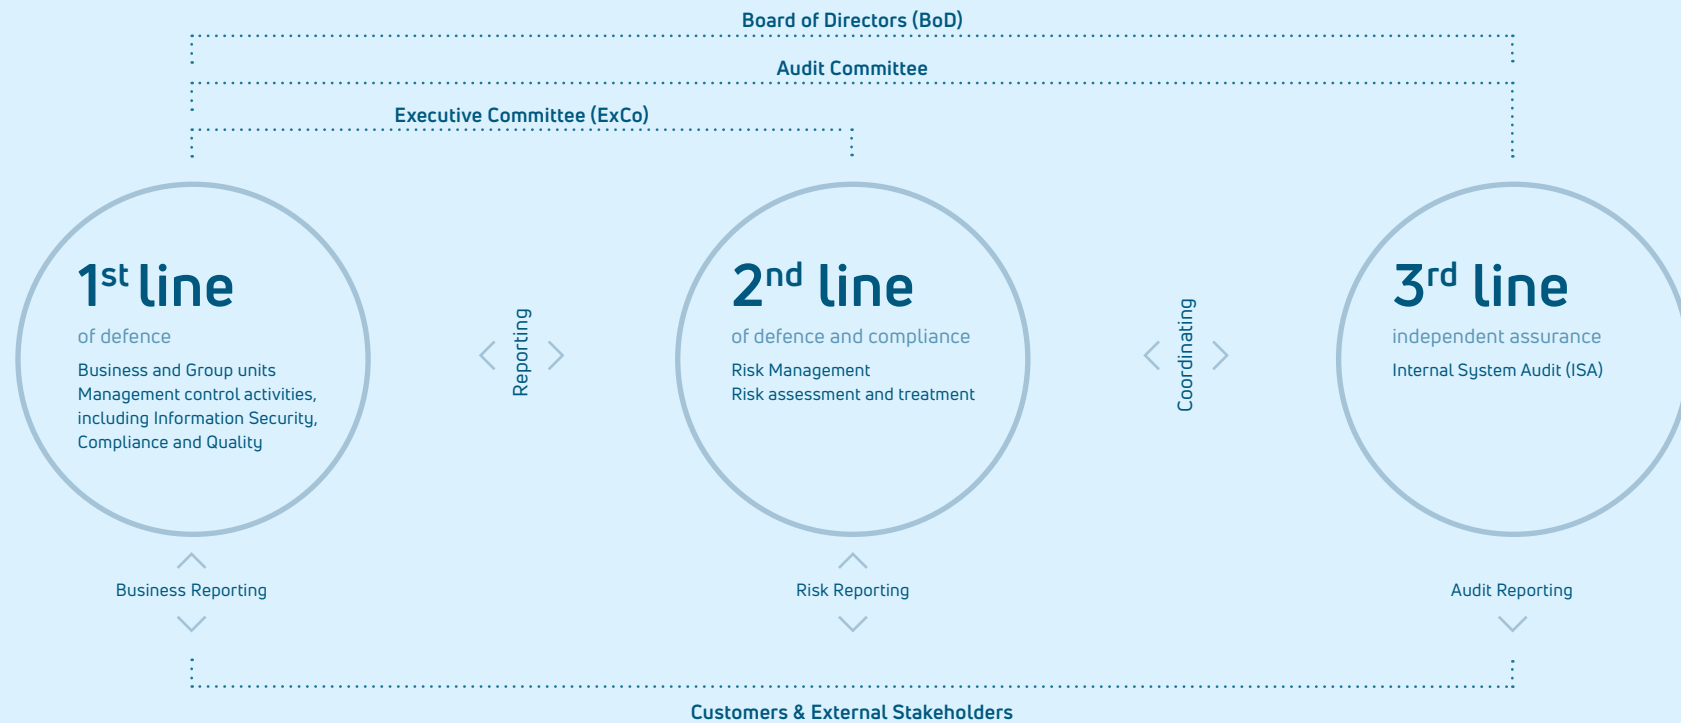 Board of Directors (BoD)
Audit Committee
Executive Committee (ExCo)
1st line
of defence
Business and Group units
Management control activities,
including Information Security,
Compliance and Quality
Reporting
2nd line
of defence and compliance
Risk Management
Risk assessment and treatment
Coordinating
3rd line
independent assurance
Internal System Audit (ISA)
Business Reporting
Risk Reporting
Audit Reporting
Customers & External Stakeholders